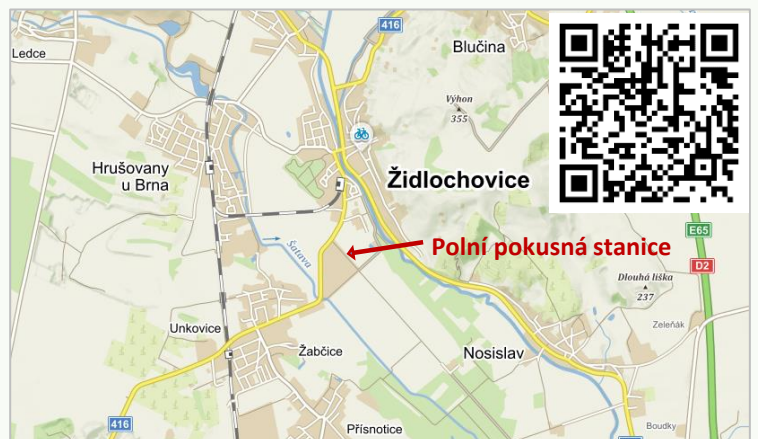 416
Blučina
Ledce
Výhon
355
Hrušovany
u Brna
Židlochovice
E65
Šatava
Polní pokusná stanice
D2
Dlouhá liška
237
Unkovice
Zeleňák
Žabčice
Nosislav
416
Přísnotice
Boudky